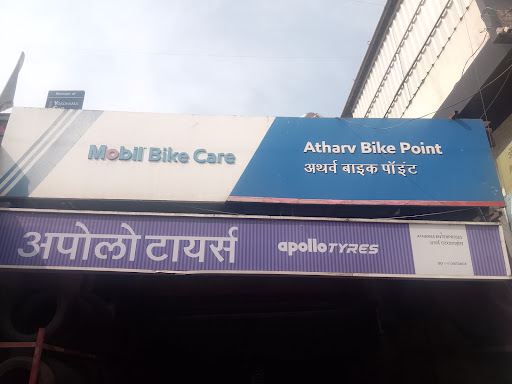 Mobil Bike Care
Atharv Bike Point
अथर्व बाइक पॉइंट
अपोलो टायर्स
apollo TYRES